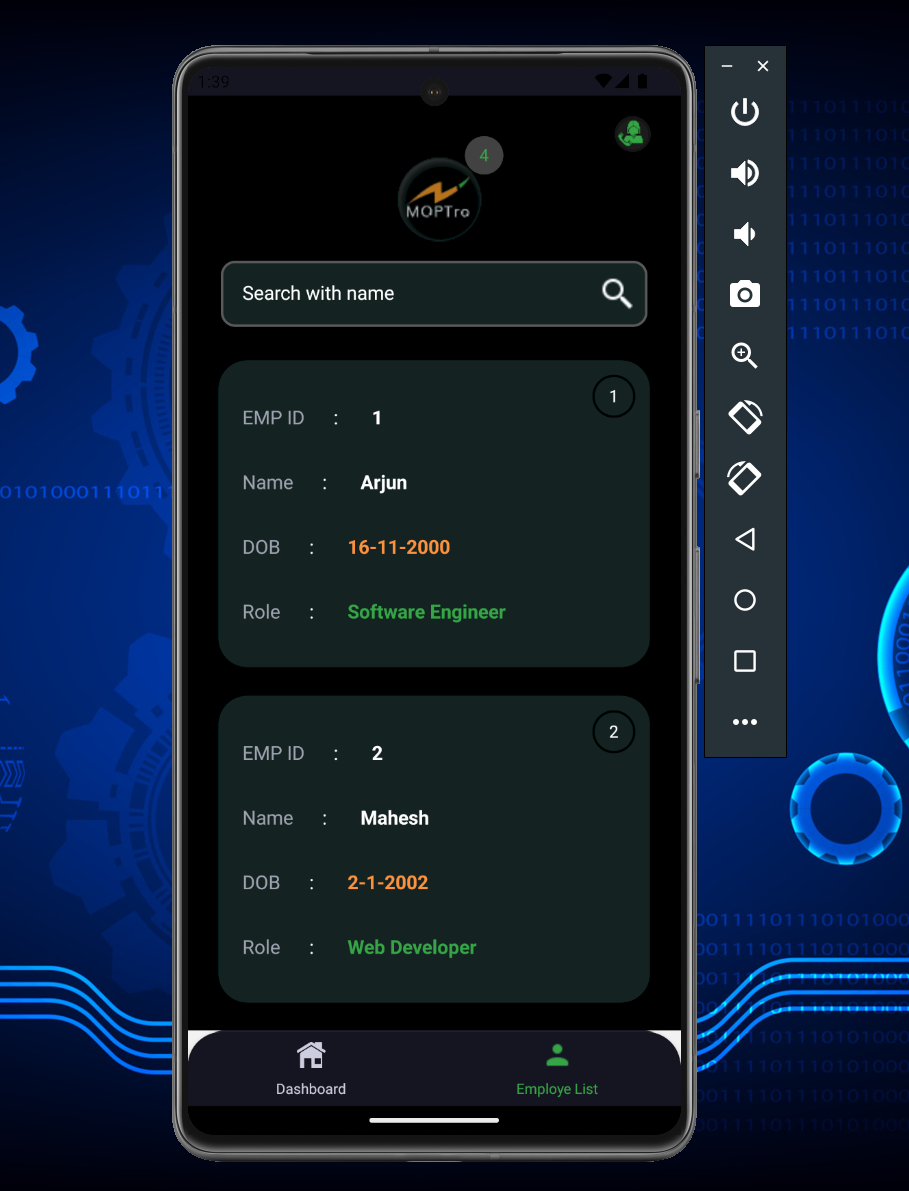 1:39
4
MOPTro
Search with name
1
EMP ID : 1
Name : Arjun
DOB : 16-11-2000
Role : Software Engineer
2
EMP ID : 2
Name : Mahesh
DOB : 2-1-2002
Role : Web Developer
Dashboard
Employe List